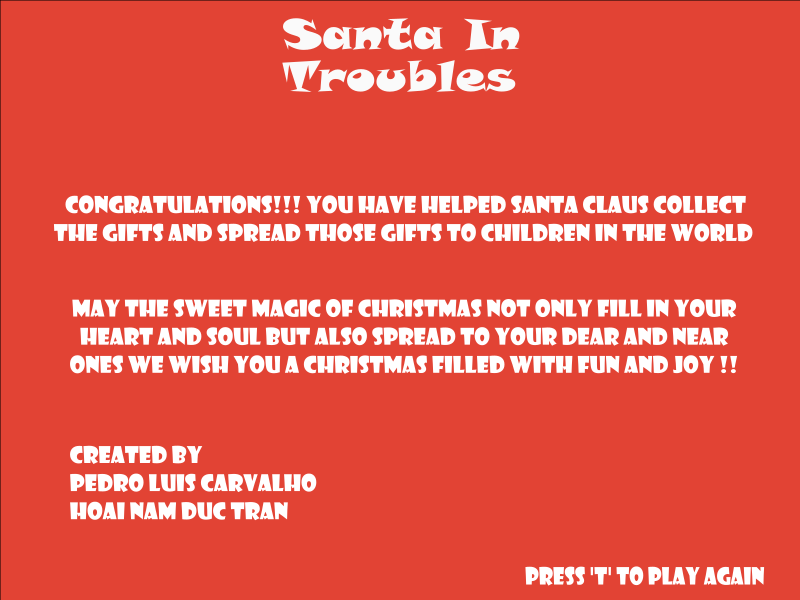 Santa In
Troubles
CONGRATULATIONS!!! YOU HAVE HELPED SANTA CLAUS COLLECT
THE GIFTS AND SPREAD THOSE GIFTS TO CHILDREN IN THE WORLD
MAY THE SWEET MAGIC OF CHRISTMAS NOT ONLY FILL IN YOUR
HEART AND SOUL BUT ALSO SPREAD TO YOUR DEAR AND NEAR
ONES WE WISH YOU A CHRISTMAS FILLED WITH FUN AND JOY !!
CREATED BY
PEDRO LUIS CARVALHO
HOAI NAM DUC TRAN
PRESS 'T' TO PLAY AGAIN